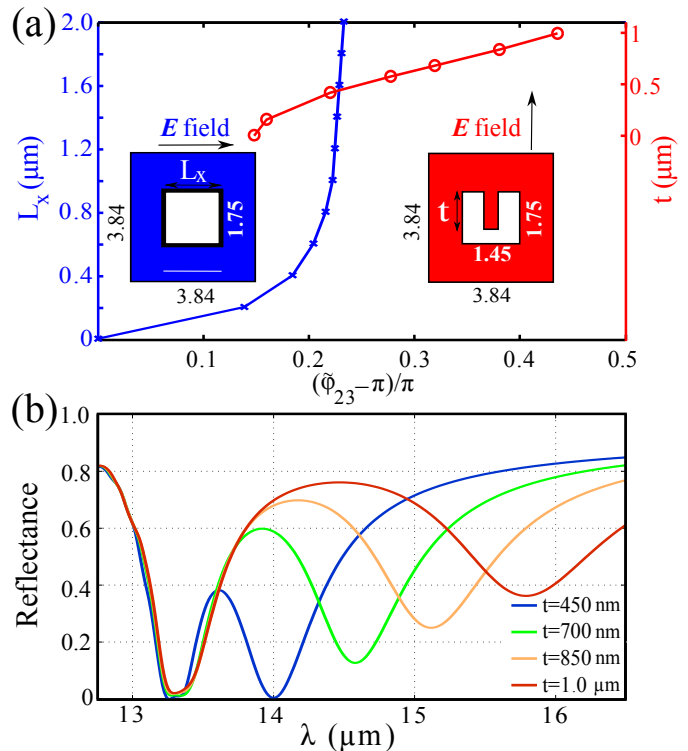 (a)
2.0
1.6
1.2
0.8
0.4
0
L_x (μm)
E field
L_x
3.84
1.75
3.84
E field
t
3.84
1.75
1.45
3.84
1
0.5
0
t (μm)
0.1
0.2
0.3
0.4
0.5
(φ̃_23−π)/π
(b)
1.0
0.8
0.6
0.4
0.2
0
Reflectance
t=450 nm
t=700 nm
t=850 nm
t=1.0 μm
13
14
15
16
λ (μm)